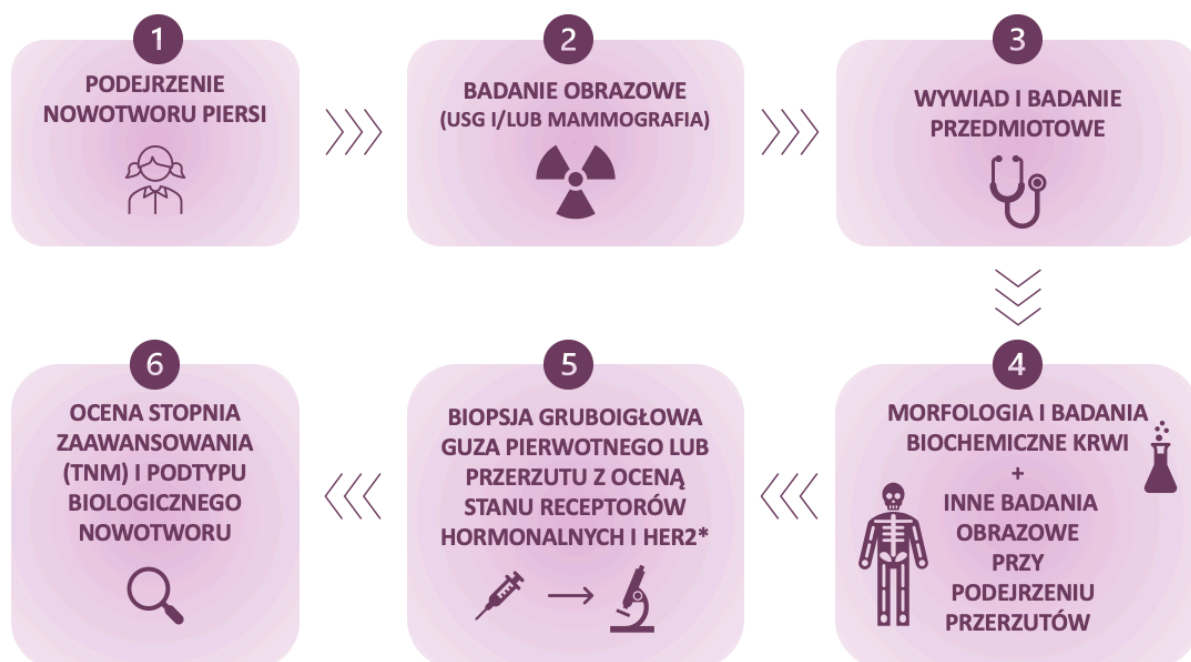 1
PODEJRZENIE
NOWOTWORU PIERSI
2
BADANIE OBRAZOWE
(USG I/LUB MAMMOGRAFIA)
3
WYWIAD I BADANIE
PRZEDMIOTOWE
4
MORFOLOGIA I BADANIA
BIOCHEMICZNE KRWI
+
INNE BADANIA
OBRAZOWE
PRZY
PODEJRZENIU
PRZERZUTÓW
5
BIOPSJA GRUBOIGŁOWA
GUZA PIERWOTNEGO LUB
PRZERZUTU Z OCENĄ
STANU RECEPTORÓW
HORMONALNYCH I HER2*
6
OCENA STOPNIA
ZAAWANSOWANIA
(TNM) I PODTYPU
BIOLOGICZNEGO
NOWOTWORU